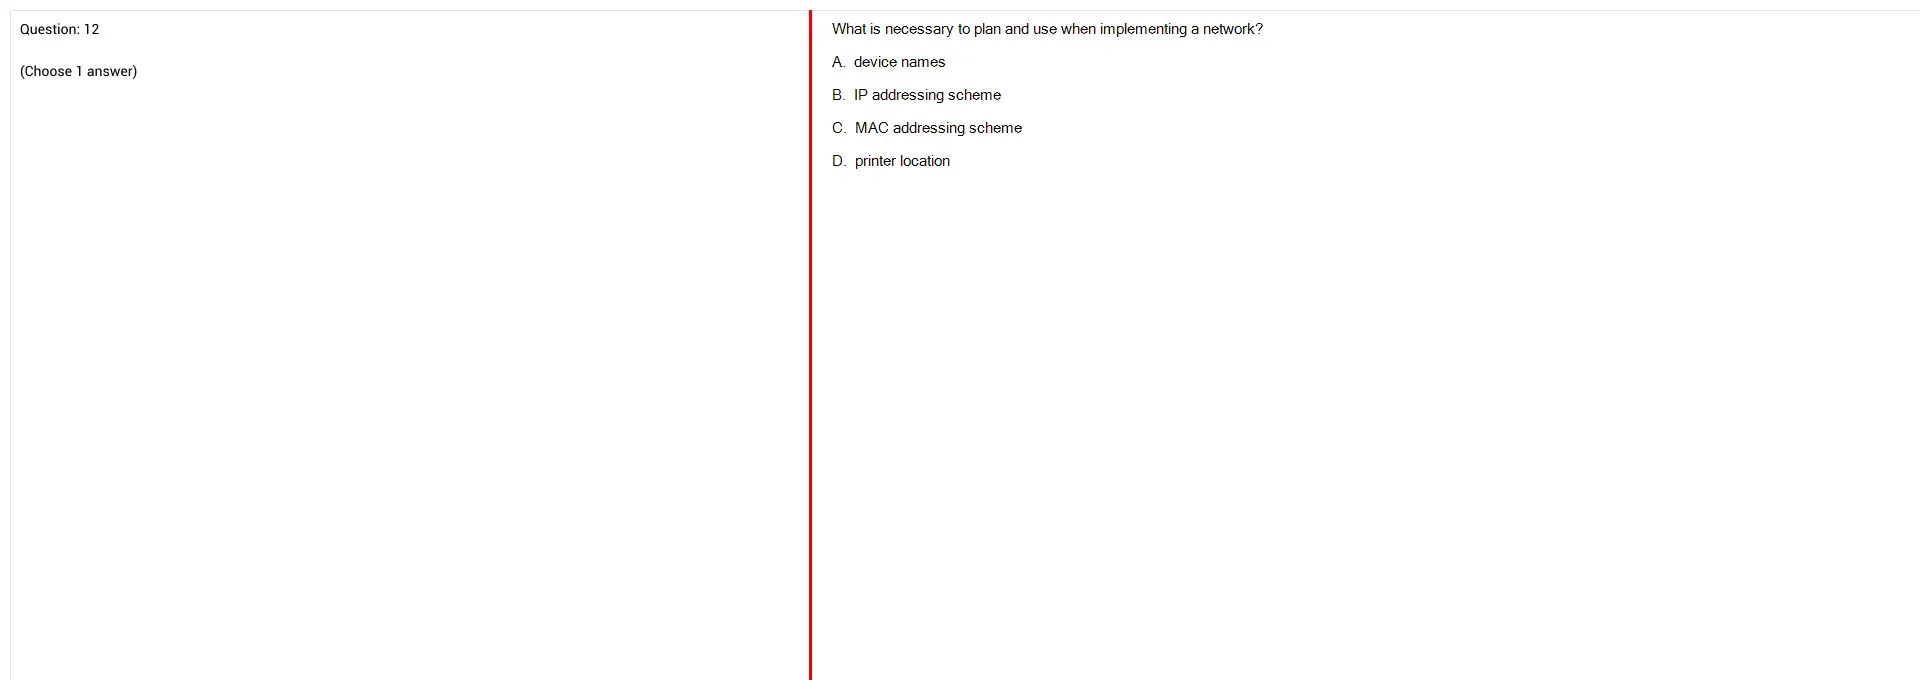 Question: 12
(Choose 1 answer)
What is necessary to plan and use when implementing a network?
A. device names
B. IP addressing scheme
C. MAC addressing scheme
D. printer location